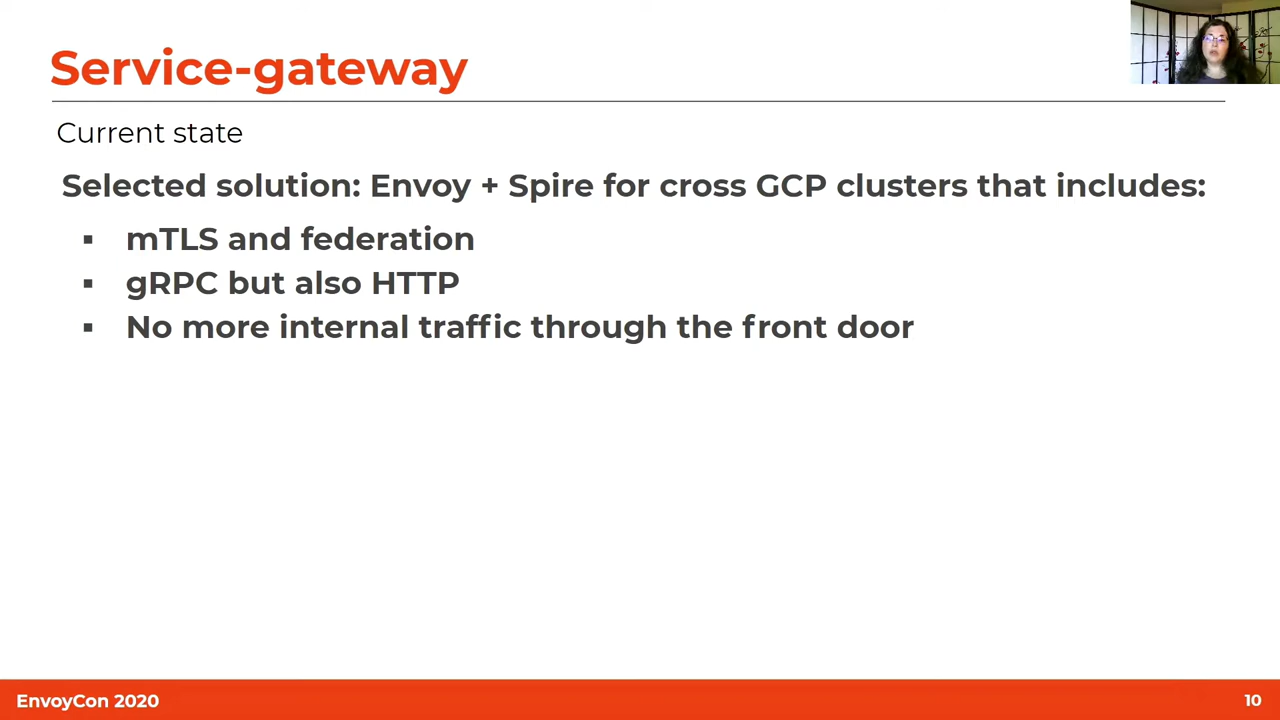 Service-gateway
Current state
Selected solution: Envoy + Spire for cross GCP clusters that includes:
▪ mTLS and federation
▪ gRPC but also HTTP
▪ No more internal traffic through the front door
EnvoyCon 2020
10